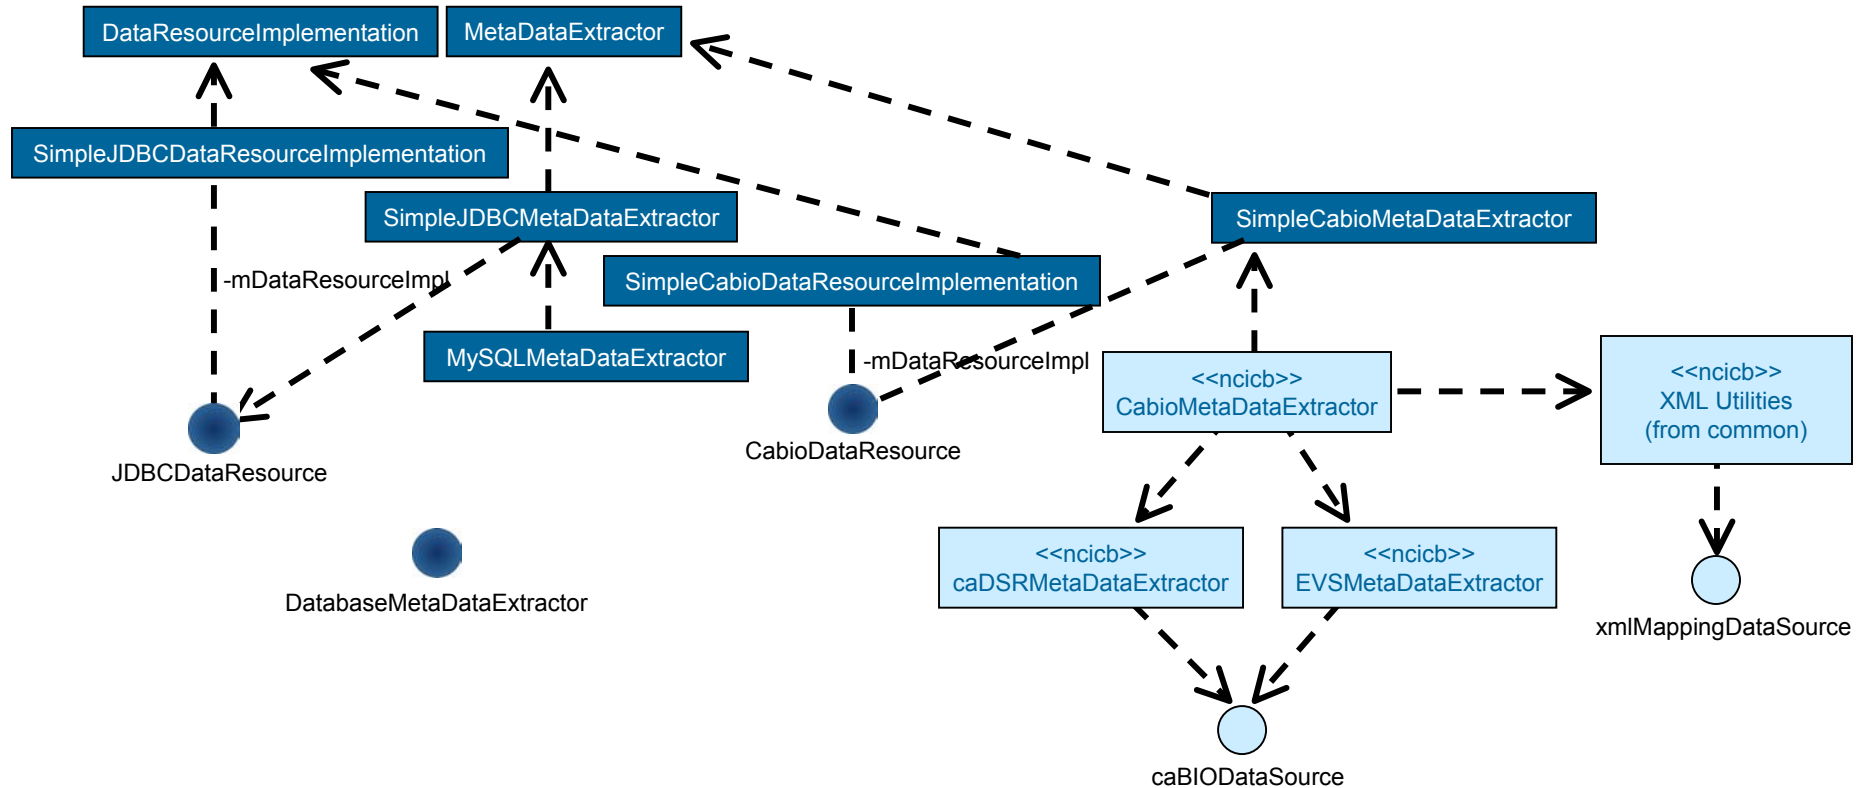 DataResourceImplementation
MetaDataExtractor
SimpleJDBCDataResourceImplementation
SimpleJDBCMetaDataExtractor
SimpleCabioMetaDataExtractor
-mDataResourceImpl
SimpleCabioDataResourceImplementation
MySQLMetaDataExtractor
-mDataResourceImpl
<<ncicb>>
CabioMetaDataExtractor
<<ncicb>>
XML Utilities
(from common)
JDBCDataResource
CabioDataResource
<<ncicb>>
caDSRMetaDataExtractor
<<ncicb>>
EVSMetaDataExtractor
DatabaseMetaDataExtractor
xmlMappingDataSource
caBIODataSource